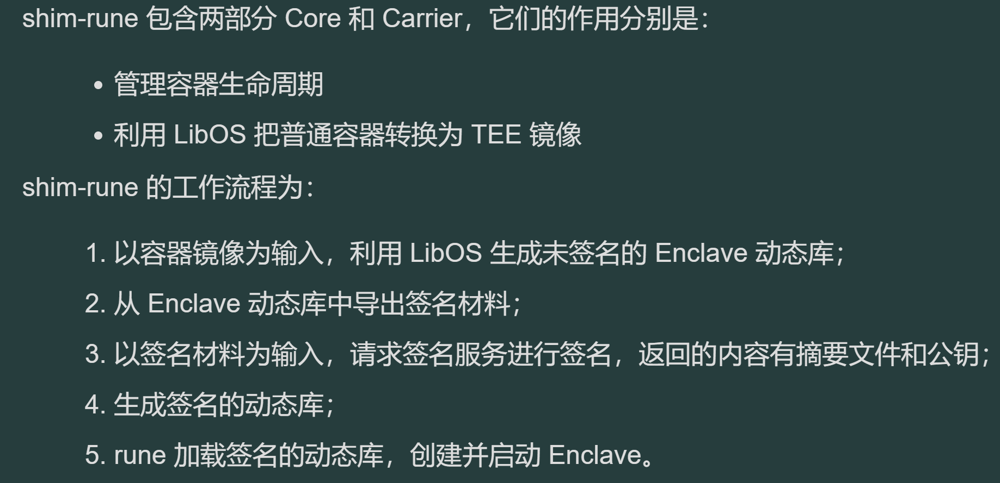 shim-rune 包含两部分 Core 和 Carrier，它们的作用分别是：
• 管理容器生命周期
• 利用 LibOS 把普通容器转换为 TEE 镜像
shim-rune 的工作流程为：
1. 以容器镜像为输入，利用 LibOS 生成未签名的 Enclave 动态库；
2. 从 Enclave 动态库中导出签名材料；
3. 以签名材料为输入，请求签名服务进行签名，返回的内容有摘要文件和公钥；
4. 生成签名的动态库；
5. rune 加载签名的动态库，创建并启动 Enclave。